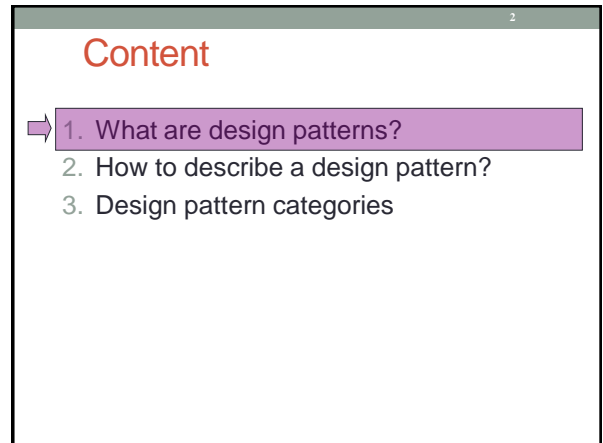 2
Content
1. What are design patterns?
2. How to describe a design pattern?
3. Design pattern categories